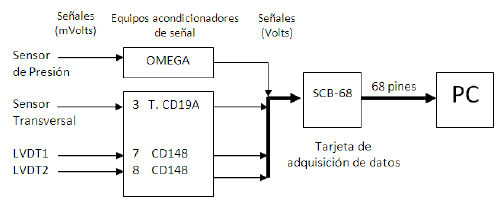 Señales
(mVolts)
Equipos acondicionadores
de señal
Señales
(Volts)
Sensor
de Presión
OMEGA
Sensor
Transversal
3 T. CD19A
LVDT1
7 CD148
LVDT2
8 CD148
SCB-68
68 pines
PC
Tarjeta de
adquisición de datos